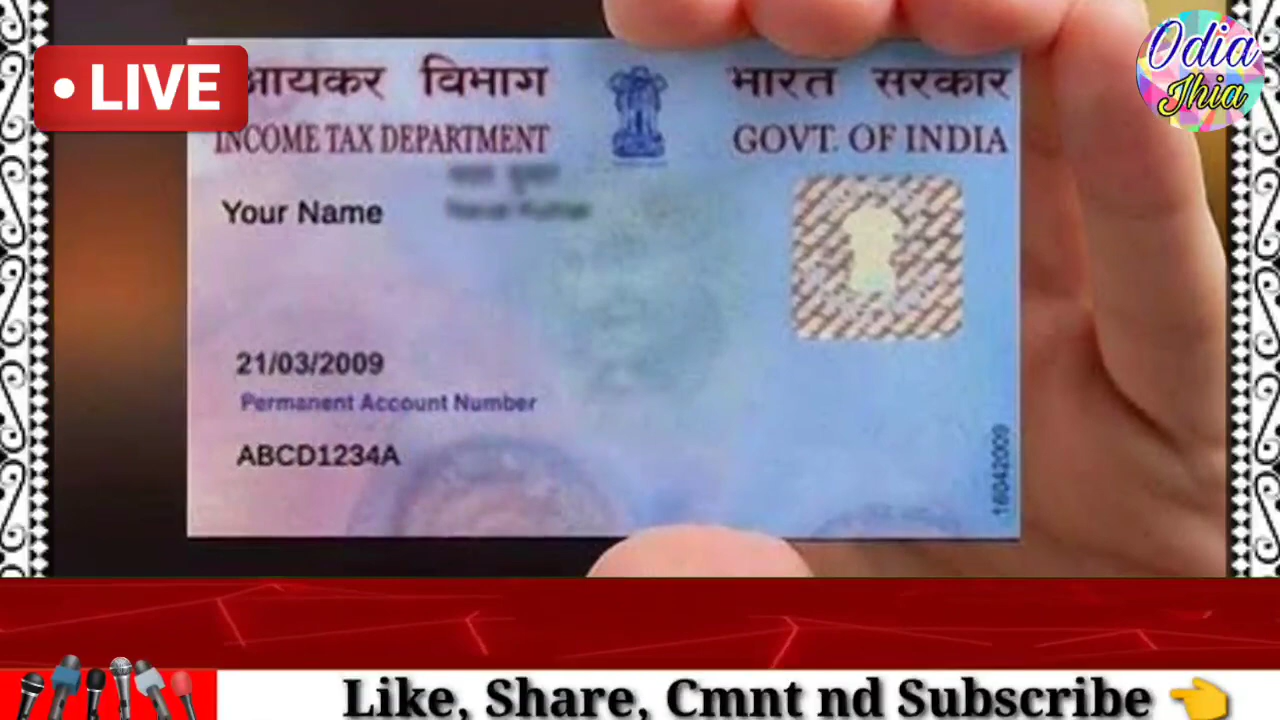 • LIVE
Odia
Jhia
आयकर विभाग
भारत सरकार
INCOME TAX DEPARTMENT
GOVT. OF INDIA
Your Name
21/03/2009
Permanent Account Number
ABCD1234A
16042009
Like, Share, Cmnt nd Subscribe 👈